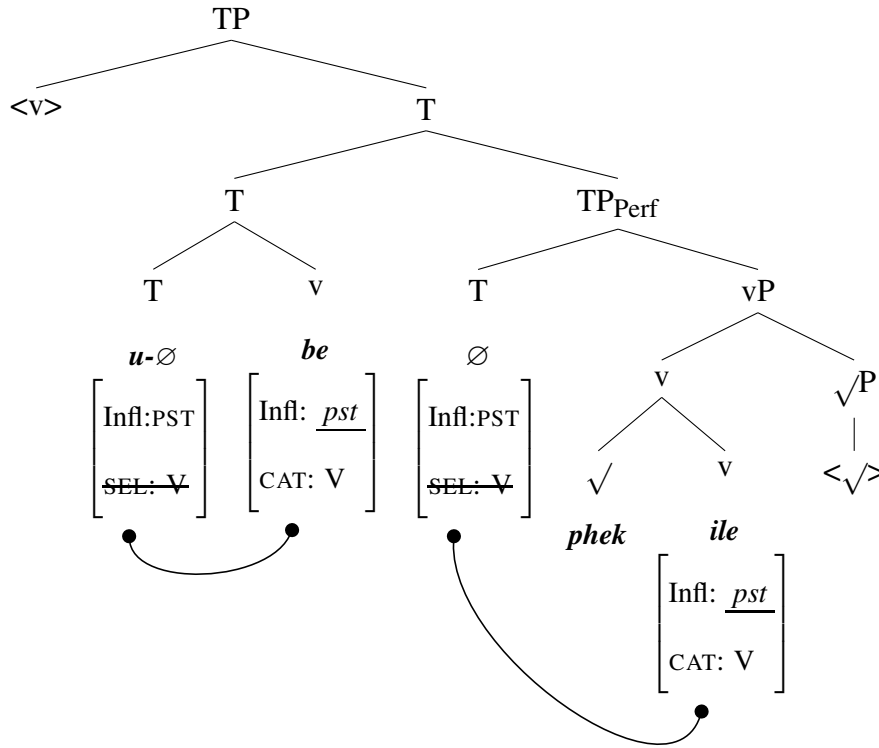 TP
<v> T
T TP_Perf
T v T vP
u-∅ be ∅ v √P
Infl:PST Infl: pst Infl:PST
SEL: V CAT: V SEL: V √ v <√>
phek ile
Infl: pst
CAT: V